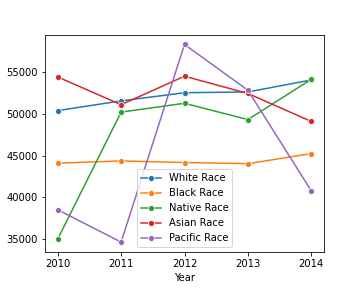 55000
50000
45000
40000
35000
White Race
Black Race
Native Race
Asian Race
Pacific Race
2010 2011 2012 2013 2014
Year